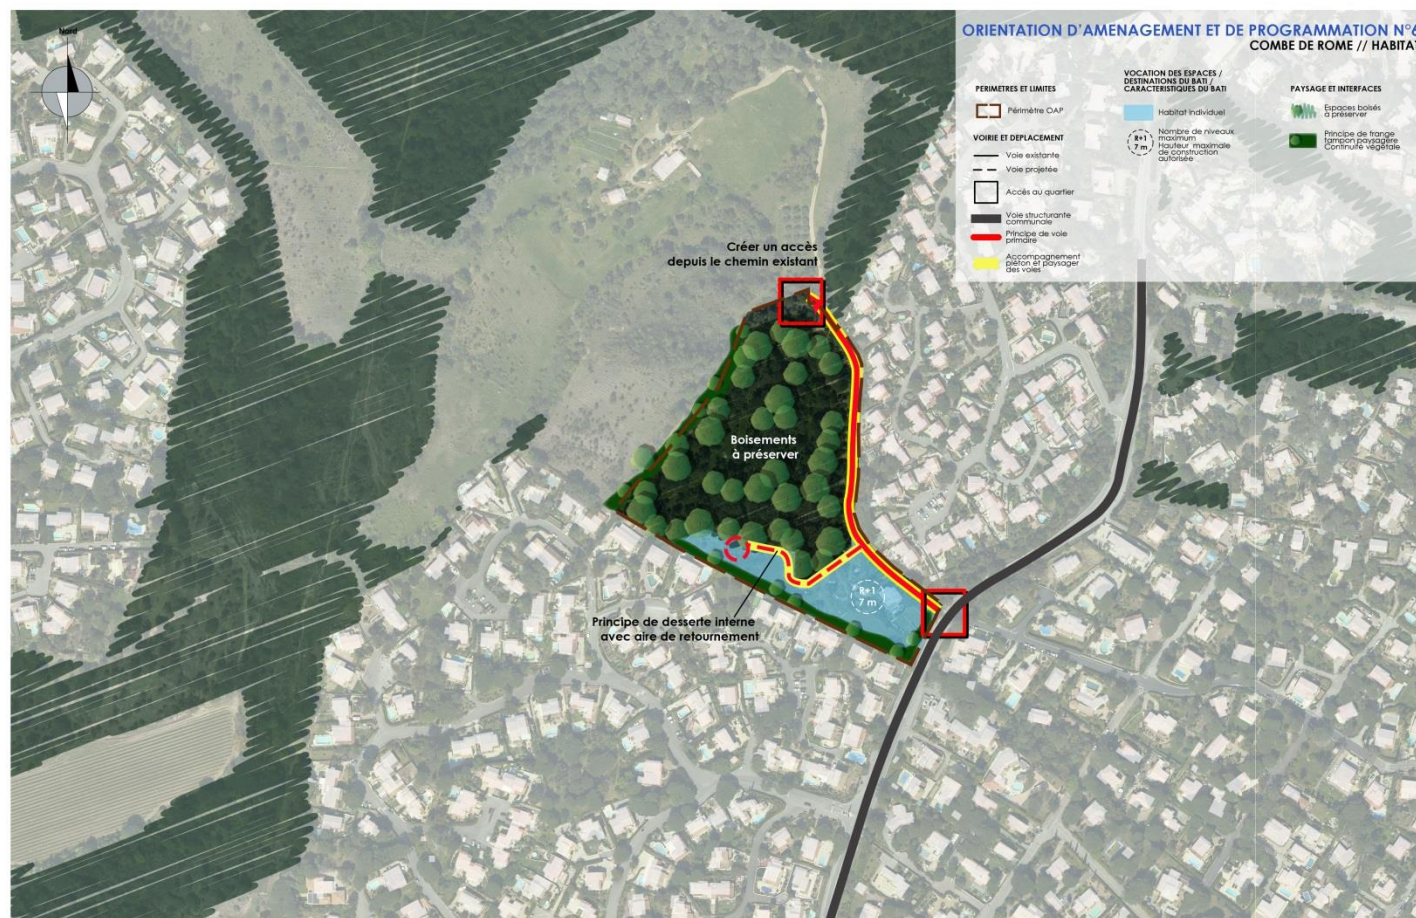 Nord
ORIENTATION D'AMENAGEMENT ET DE PROGRAMMATION N°6
COMBE DE ROME // HABITAT
PERIMETRES ET LIMITES
Périmètre OAP
VOIRIE ET DEPLACEMENT
Voie existante
Voie projetée
Accès au quartier
Voie structurante
communale
Principe de voie
primaire
Accompagnement
piéton et paysager
des voies
VOCATION DES ESPACES /
DESTINATIONS DU BATI /
CARACTERISTIQUES DU BATI
Habitat individuel
R+1
7 m
Nombre de niveaux
maximum
Hauteur maximale
de construction
autorisée
PAYSAGE ET INTERFACES
Espaces boisés
à préserver
Principe de frange
tampon paysagère
Continuité végétale
Créer un accès
depuis le chemin existant
Boisements
à préserver
R+1
7 m
Principe de desserte interne
avec aire de retournement